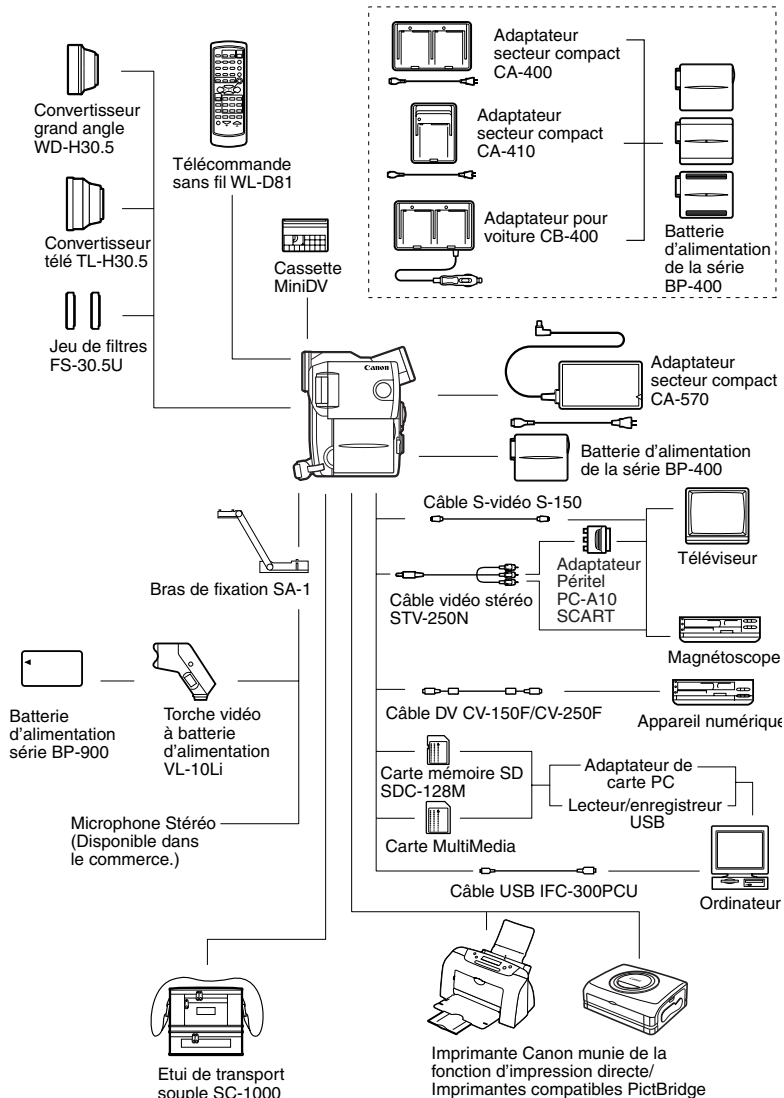 Convertisseur
grand angle
WD-H30.5
Télécommande
sans fil WL-D81
Adaptateur
secteur compact
CA-400
Adaptateur
secteur compact
CA-410
Adaptateur pour
voiture CB-400
Batterie
d'alimentation
de la série
BP-400
Convertisseur
télé TL-H30.5
Cassette
MiniDV
Jeu de filtres
FS-30.5U
Canon
Adaptateur
secteur compact
CA-570
Batterie d'alimentation
de la série BP-400
Câble S-vidéo S-150
Téléviseur
Adaptateur
Péritel
PC-A10
SCART
Bras de fixation SA-1
Câble vidéo stéréo
STV-250N
Magnétoscope
Batterie
d'alimentation
série BP-900
Torche vidéo
à batterie
d'alimentation
VL-10Li
Câble DV CV-150F/CV-250F
Appareil numérique
Carte mémoire SD
SDC-128M
Adaptateur de
carte PC
Lecteur/enregistreur
USB
Carte MultiMedia
Microphone Stéréo
(Disponible dans
le commerce.)
Câble USB IFC-300PCU
Ordinateur
Etui de transport
souple SC-1000
Imprimante Canon munie de la
fonction d'impression directe/
Imprimantes compatibles PictBridge